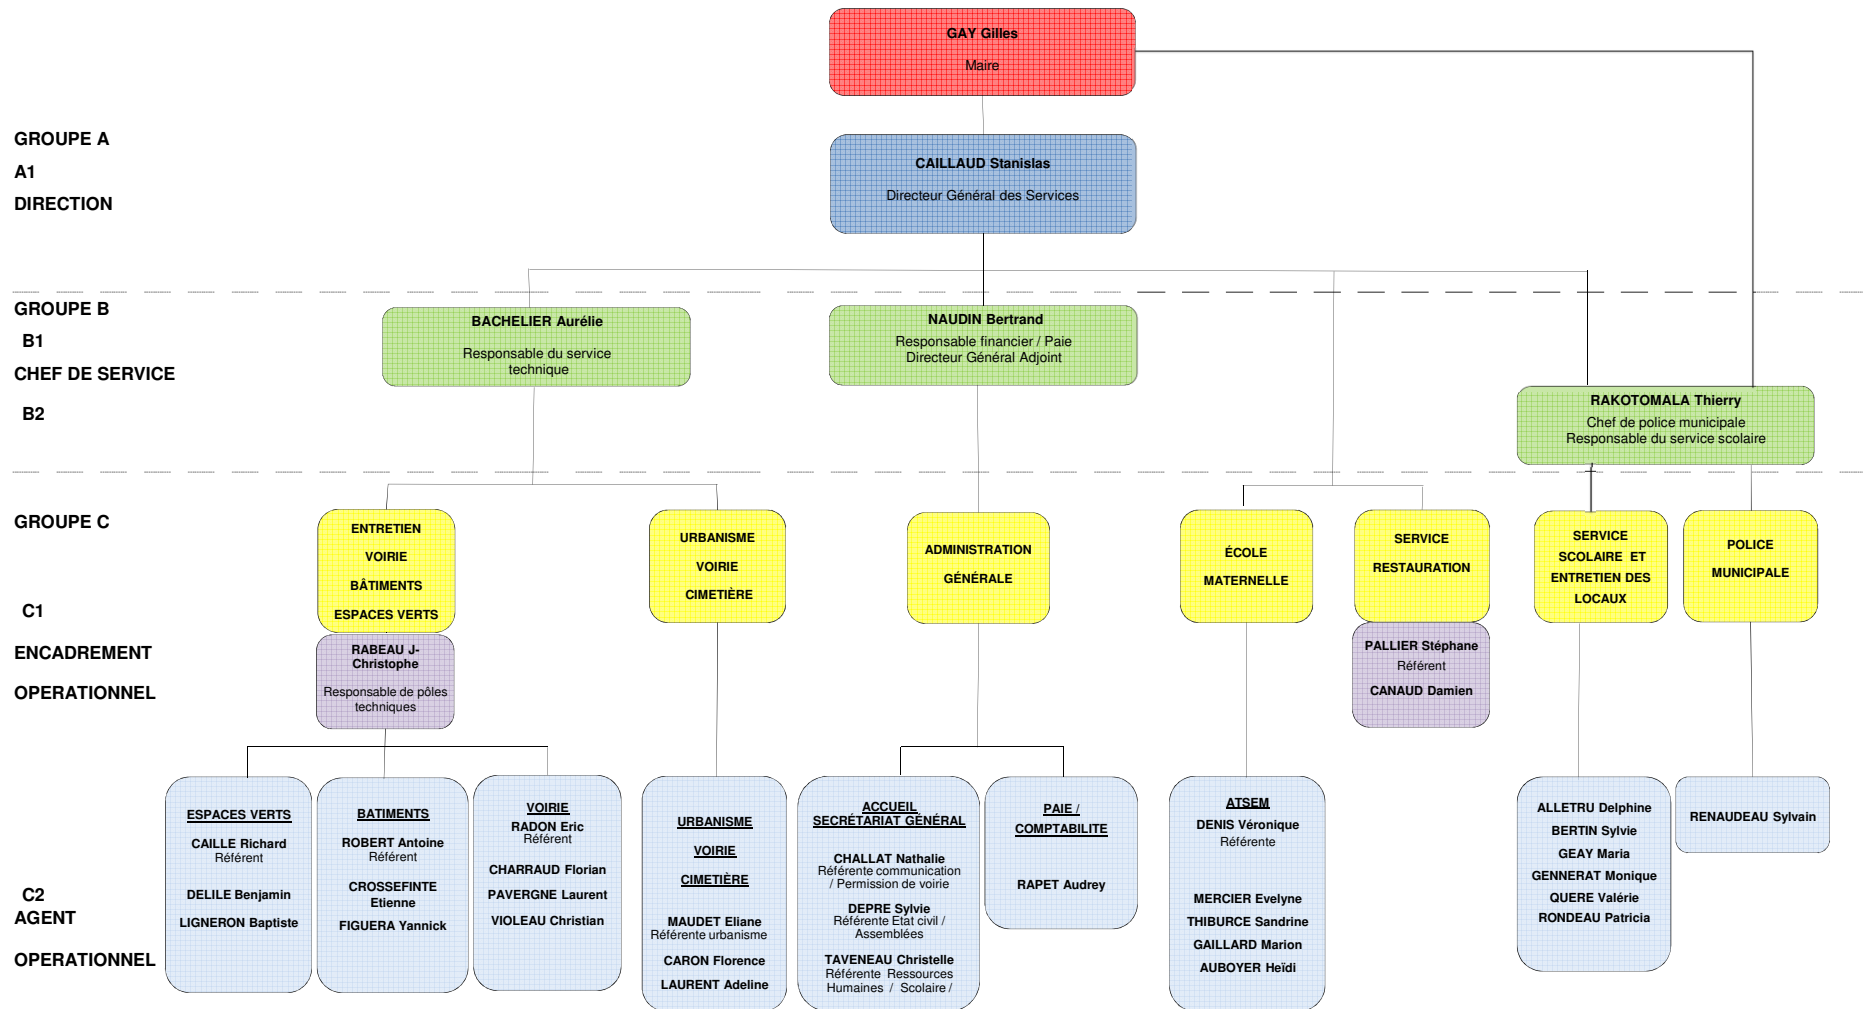 GAY Gilles
Maire
GROUPE A
A1
DIRECTION
CAILLAUD Stanislas
Directeur Général des Services
GROUPE B
B1
CHEF DE SERVICE
B2
BACHELIER Aurélie
Responsable du service
technique
NAUDIN Bertrand
Responsable financier / Paie
Directeur Général Adjoint
RAKOTOMALA Thierry
Chef de police municipale
Responsable du service scolaire
GROUPE C
C1
ENCADREMENT
OPERATIONNEL
ENTRETIEN
VOIRIE
BÂTIMENTS
ESPACES VERTS
RABEAU J-
Christophe
Responsable de pôles
techniques
URBANISME
VOIRIE
CIMETIÈRE
ADMINISTRATION
GÉNÉRALE
ÉCOLE
MATERNELLE
SERVICE
RESTAURATION
PALLIER Stéphane
Référent
CANAUD Damien
SERVICE
SCOLAIRE ET
ENTRETIEN DES
LOCAUX
POLICE
MUNICIPALE
C2
AGENT
OPERATIONNEL
ESPACES VERTS
CAILLE Richard
Référent
DELILE Benjamin
LIGNERON Baptiste
BATIMENTS
ROBERT Antoine
Référent
CROSSEFINTE
Etienne
FIGUERA Yannick
VOIRIE
RADON Eric
Référent
CHARRAUD Florian
PAVERGNE Laurent
VIOLEAU Christian
URBANISME
VOIRIE
CIMETIÈRE
MAUDET Eliane
Référente urbanisme
CARON Florence
LAURENT Adeline
ACCUEIL
SECRÉTARIAT GÉNÉRAL
CHALLAT Nathalie
Référente communication
/ Permission de voirie
DEPRE Sylvie
Référente Etat civil /
Assemblées
TAVENEAU Christelle
Référente Ressources
Humaines / Scolaire /
PAIE /
COMPTABILITE
RAPET Audrey
ATSEM
DENIS Véronique
Référente
MERCIER Evelyne
THIBURCE Sandrine
GAILLARD Marion
AUBOYER Heïdi
ALLETRU Delphine
BERTIN Sylvie
GEAY Maria
GENNERAT Monique
QUERE Valérie
RONDEAU Patricia
RENAUDEAU Sylvain